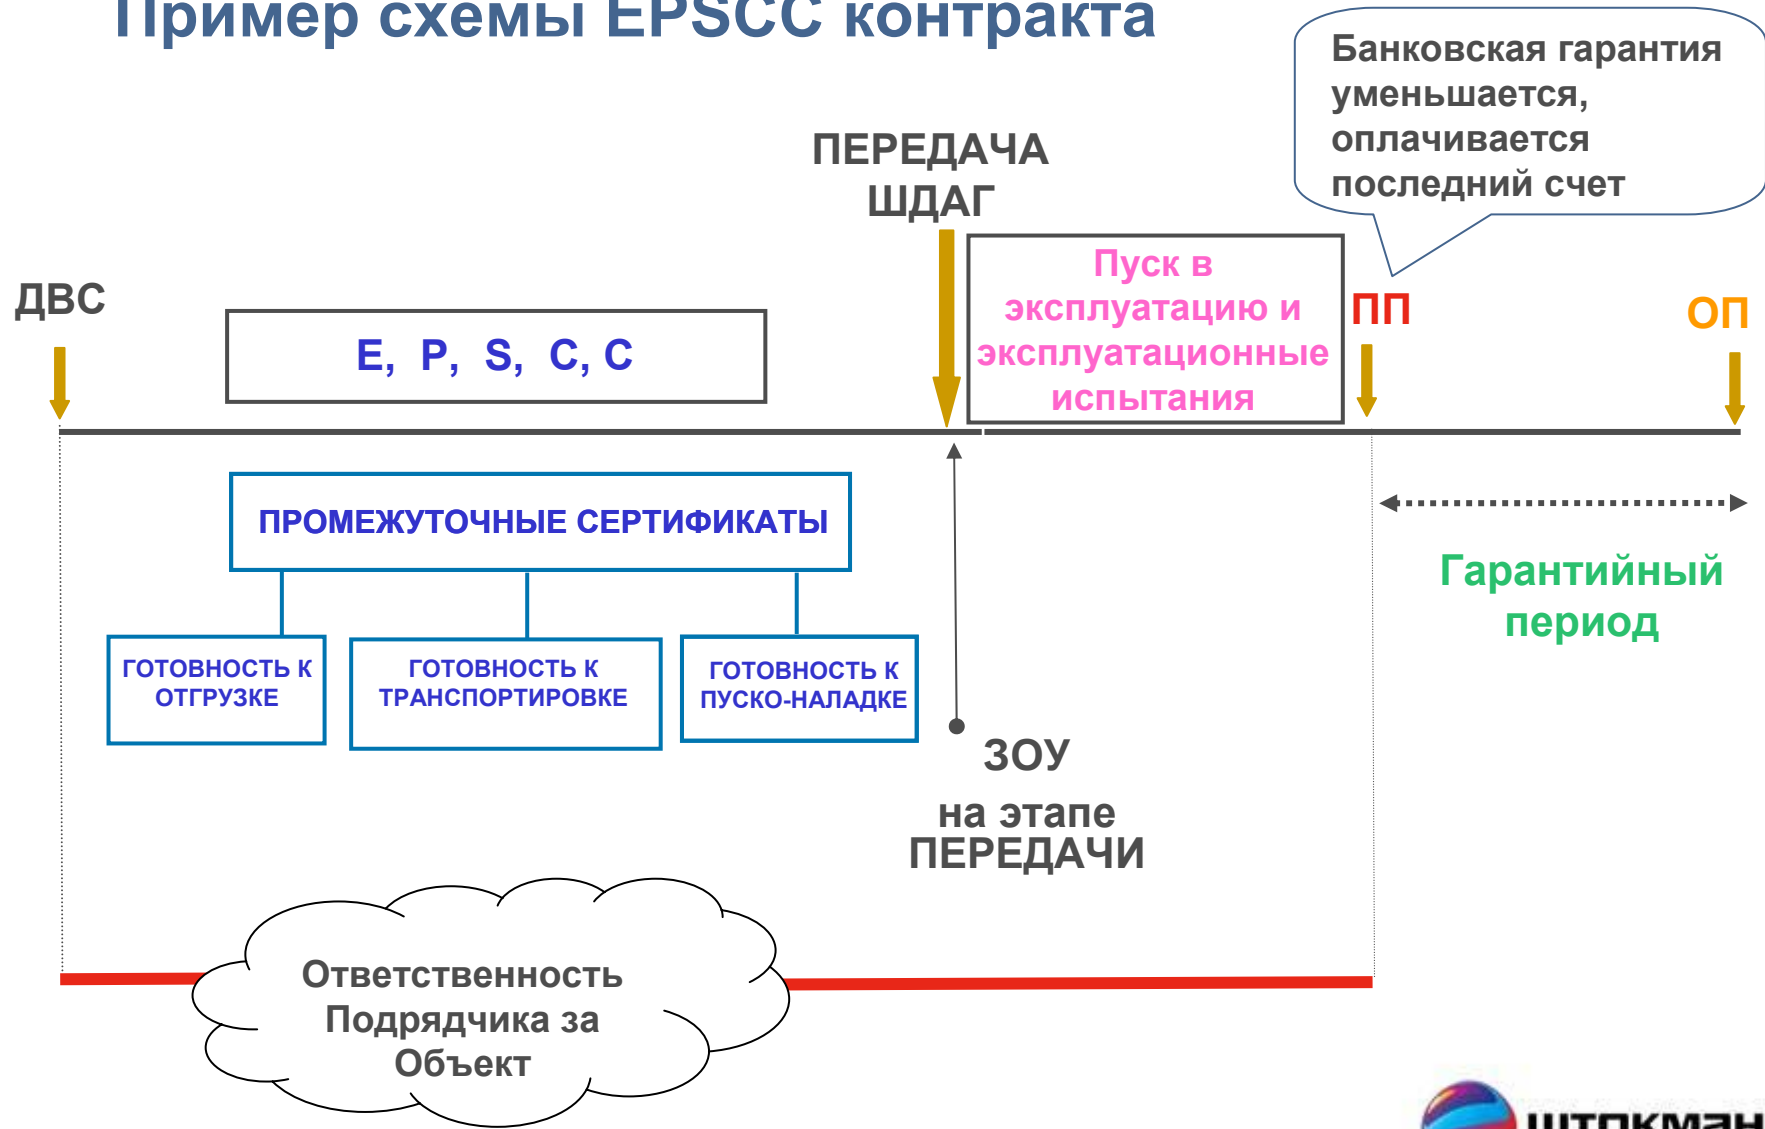 Пример схемы EPSCC контракта
Банковская гарантия
уменьшается,
оплачивается
последний счет
ПЕРЕДАЧА
ШДАГ
ДВС
E, P, S, C, C
Пуск в
эксплуатацию и
эксплуатационные
испытания
ПП
ОП
ПРОМЕЖУТОЧНЫЕ СЕРТИФИКАТЫ
ГОТОВНОСТЬ К
ОТГРУЗКЕ
ГОТОВНОСТЬ К
ТРАНСПОРТИРОВКЕ
ГОТОВНОСТЬ К
ПУСКО-НАЛАДКЕ
Гарантийный
период
ЗОУ
на этапе
ПЕРЕДАЧИ
Ответственность
Подрядчика за
Объект
штокман